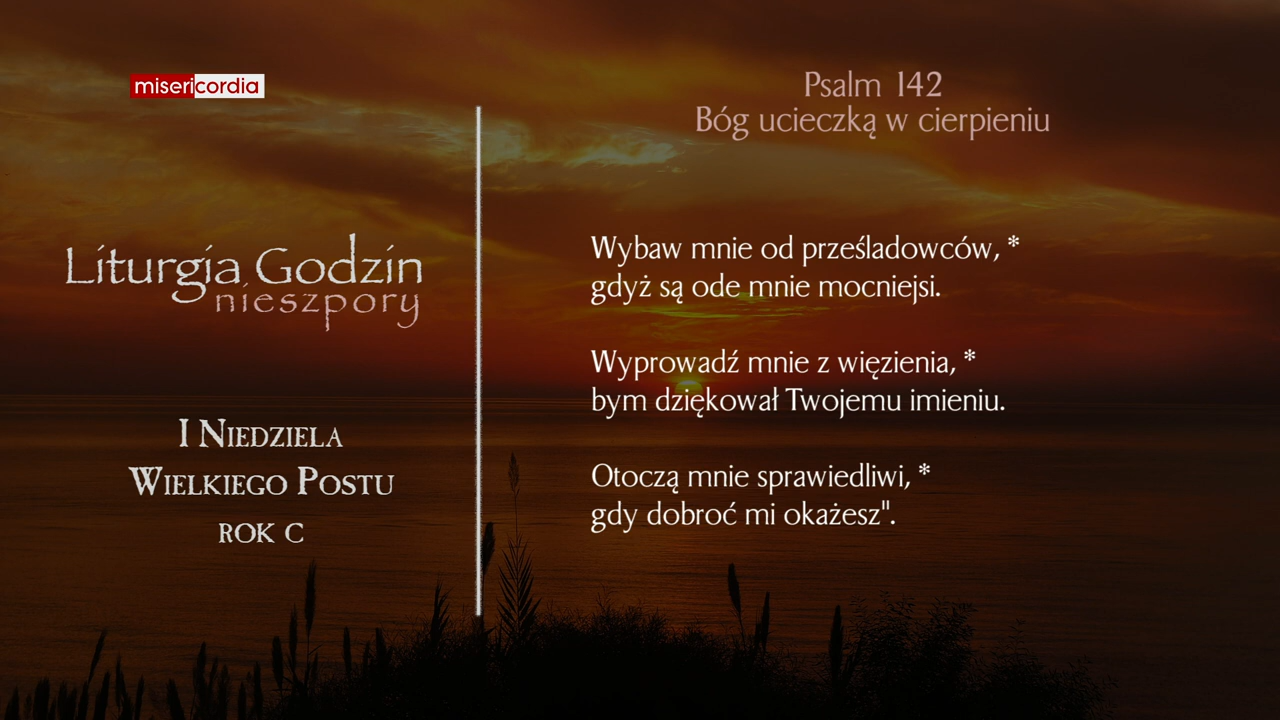 misericordia
Liturgia Godzin
nieszpory
I Niedziela
Wielkiego Postu
rok C
Psalm 142
Bóg ucieczką w cierpieniu
Wybaw mnie od prześladowców, *
gdyż są ode mnie mocniejsi.
Wyprowadź mnie z więzienia, *
bym dziękował Twojemu imieniu.
Otoczą mnie sprawiedliwi, *
gdy dobroć mi okażesz".